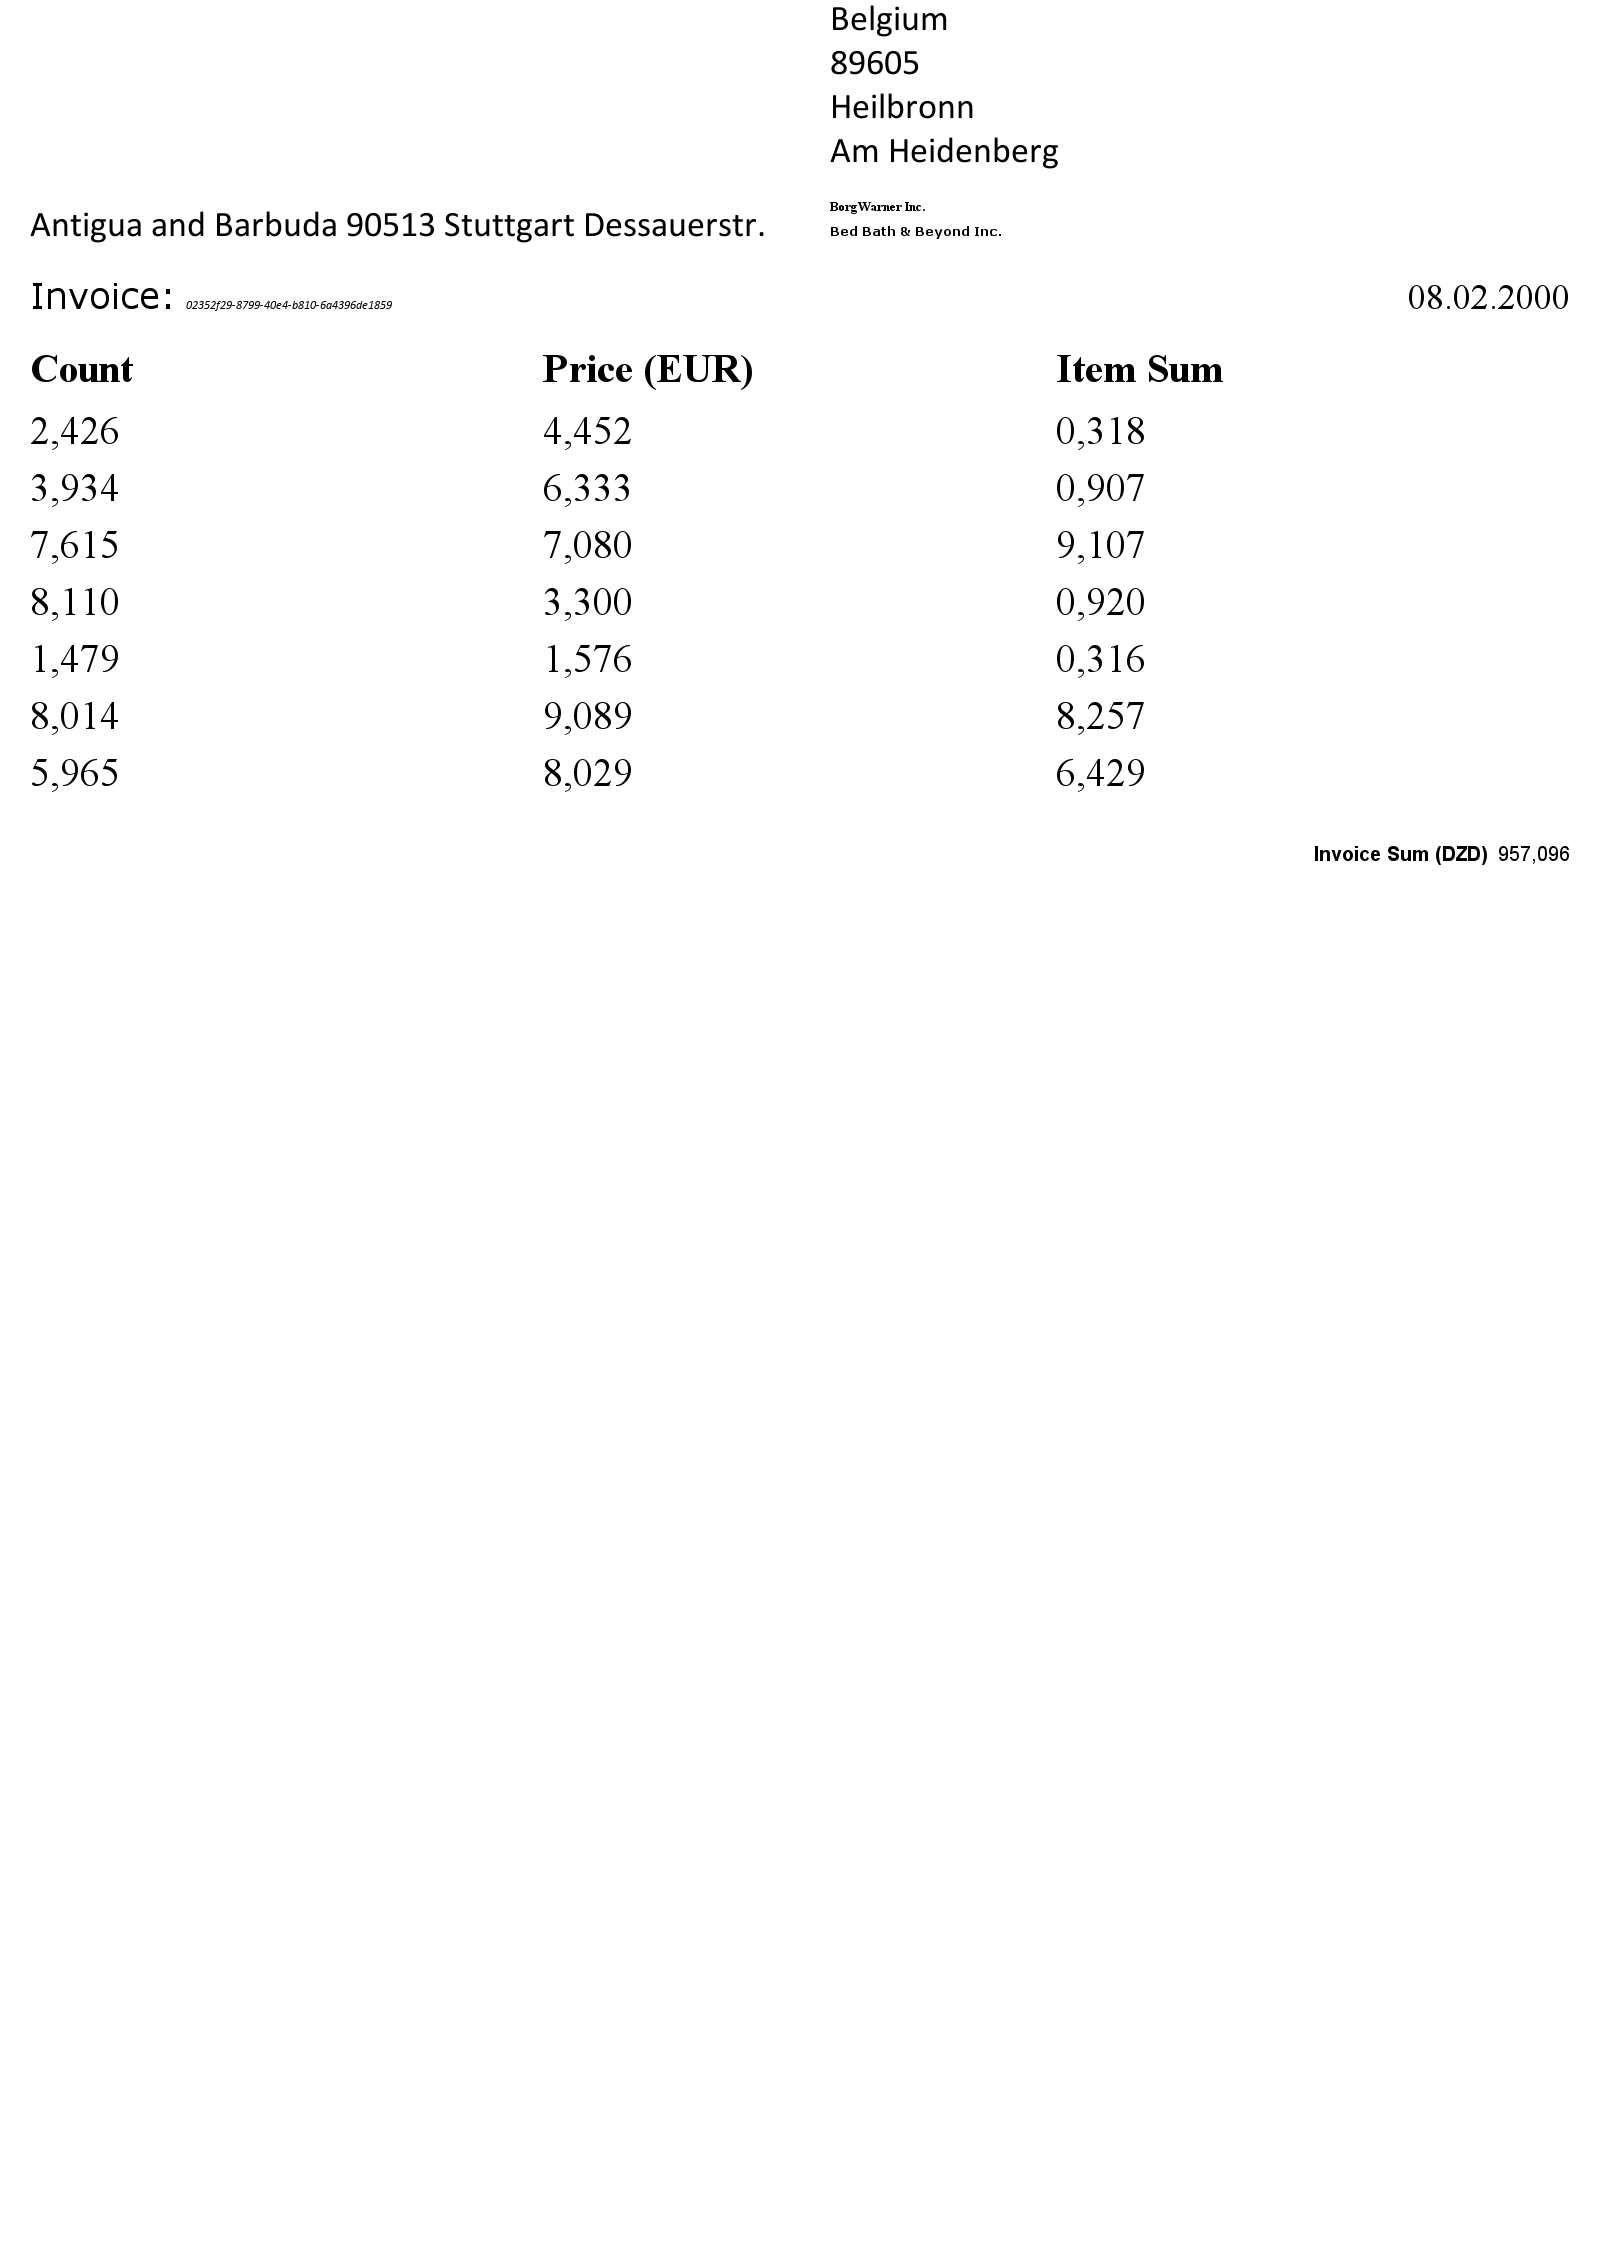 Belgium
89605
Heilbronn
Am Heidenberg
Antigua and Barbuda 90513 Stuttgart Dessauerstr.
BorgWarner Inc.
Bed Bath & Beyond Inc.
Invoice: 02352f29-8799-40e4-b810-6a4396de1859 08.02.2000
Count Price (EUR) Item Sum
2,426 4,452 0,318
3,934 6,333 0,907
7,615 7,080 9,107
8,110 3,300 0,920
1,479 1,576 0,316
8,014 9,089 8,257
5,965 8,029 6,429
Invoice Sum (DZD) 957,096